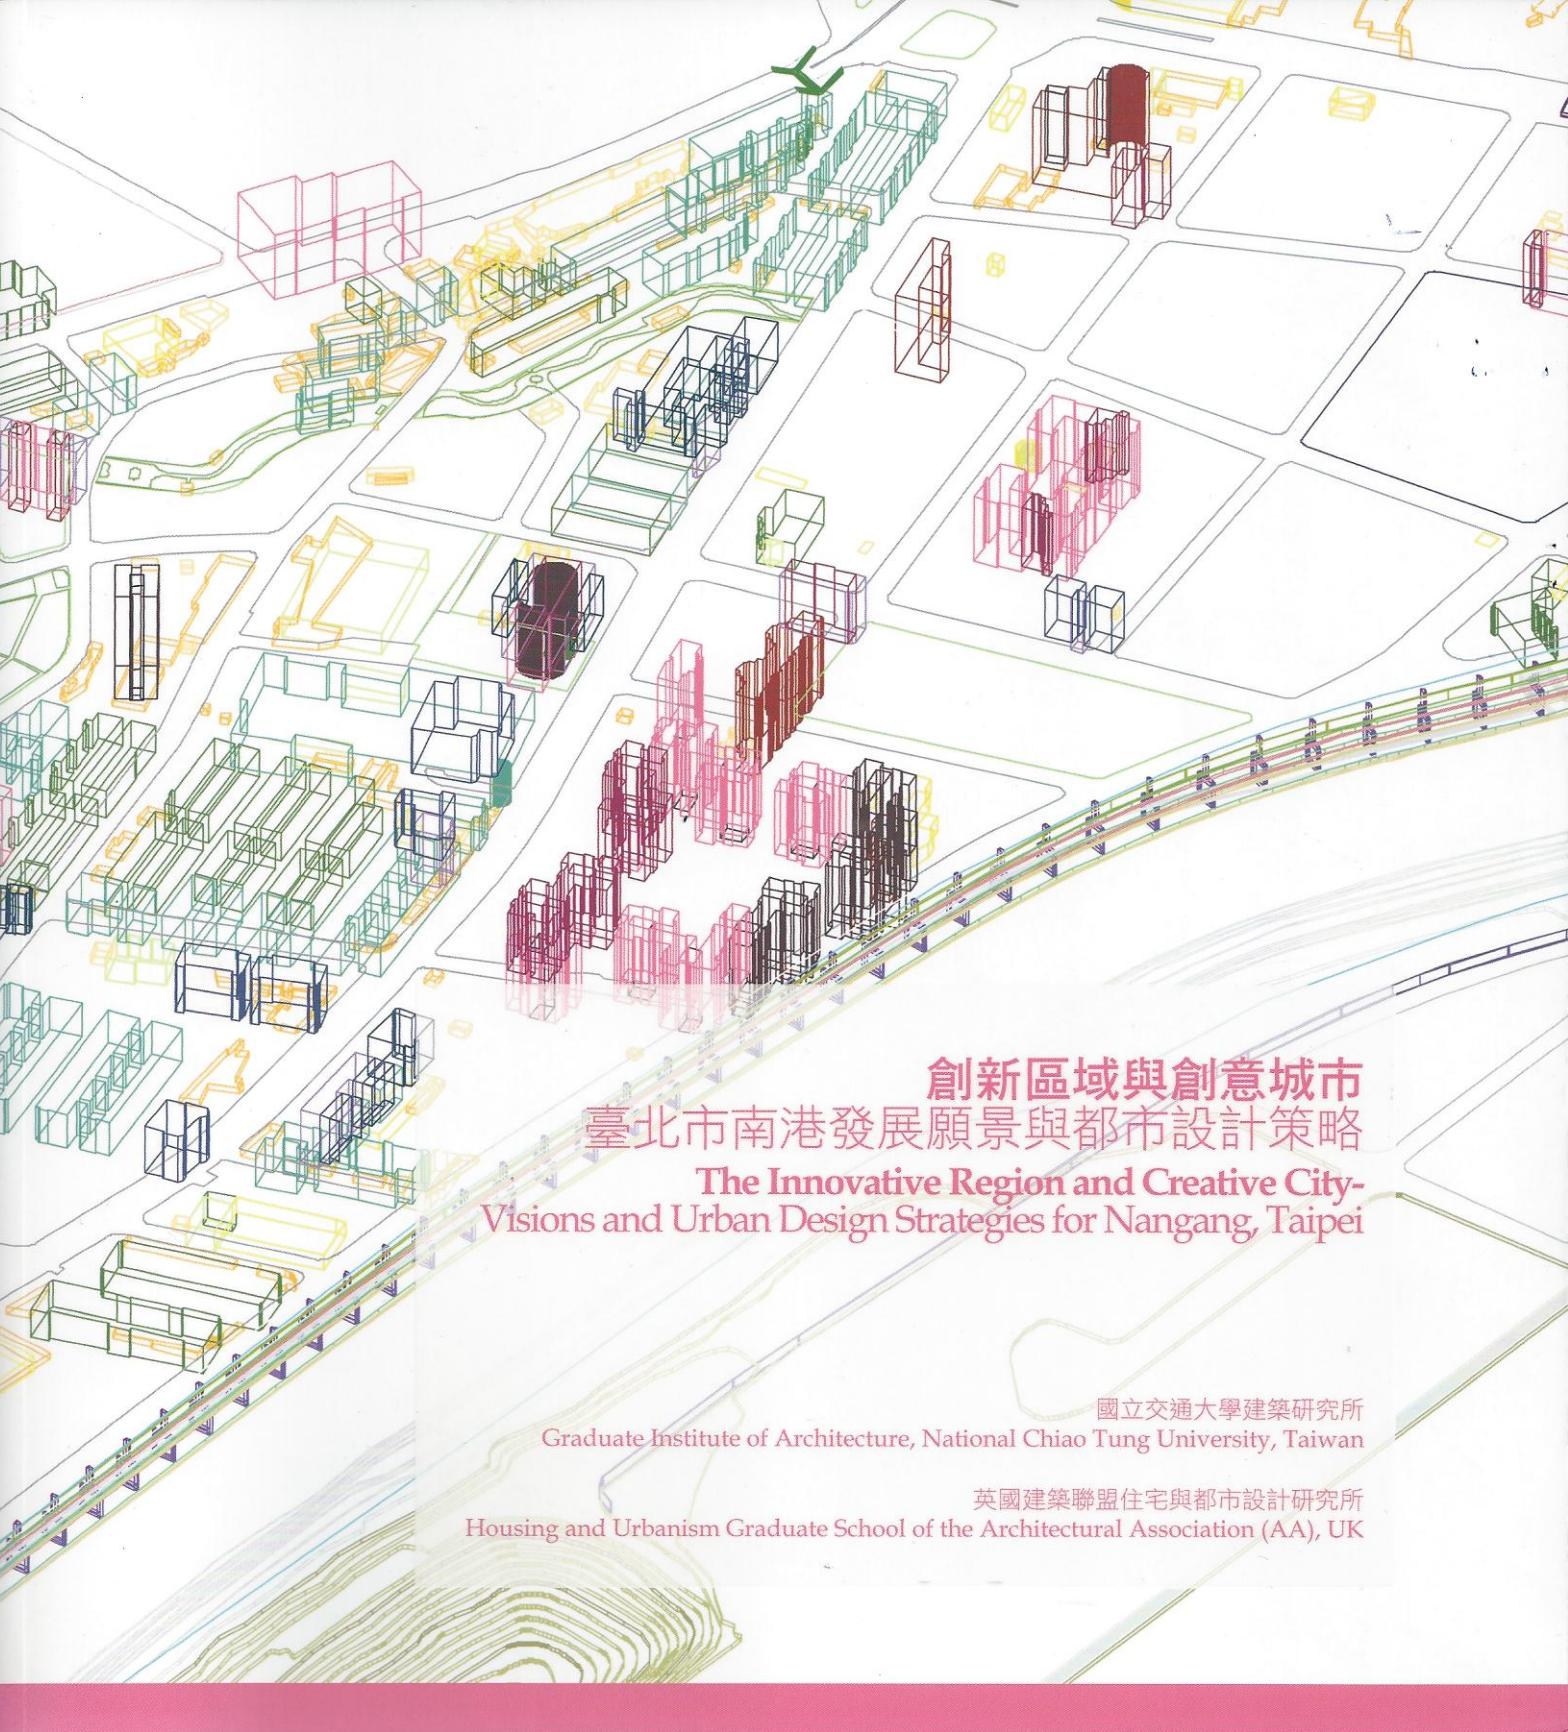 創新區域與創意城市
臺北市南港發展願景與都市設計策略
The Innovative Region and Creative City-
Visions and Urban Design Strategies for Nangang, Taipei
國立交通大學建築研究所
Graduate Institute of Architecture, National Chiao Tung University, Taiwan
英國建築聯盟住宅與都市設計研究所
Housing and Urbanism Graduate School of the Architectural Association (AA), UK